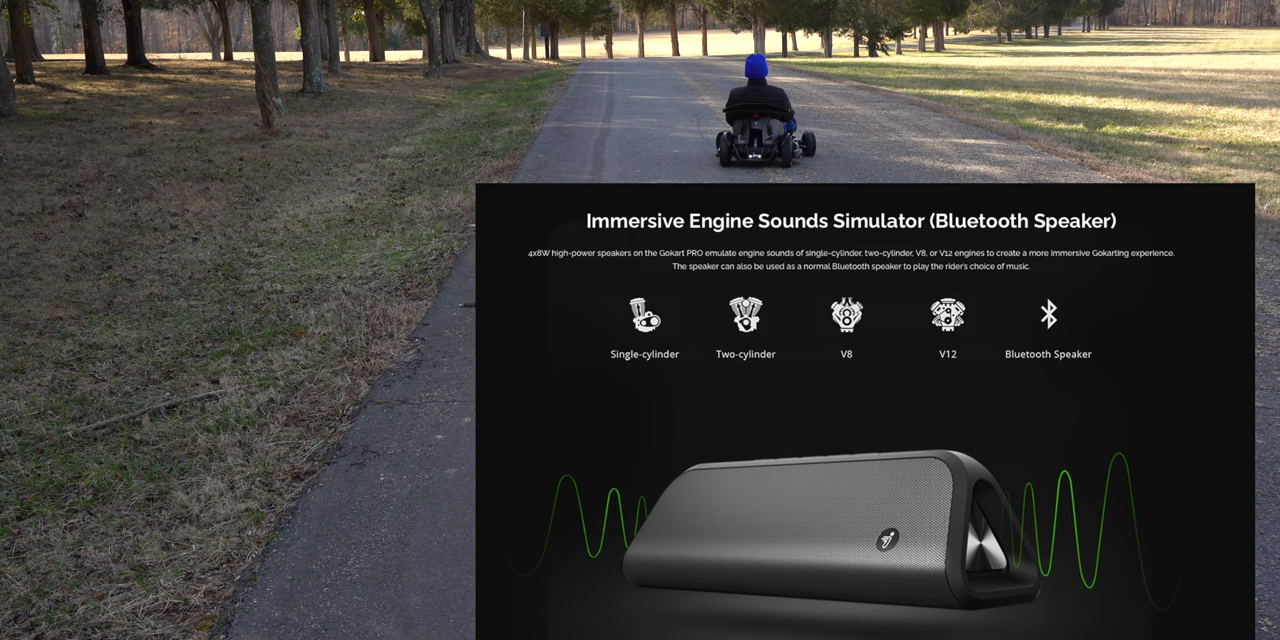 Immersive Engine Sounds Simulator (Bluetooth Speaker)
4x8W high-power speakers on the Gokart PRO emulate engine sounds of single-cylinder, two-cylinder, V8, or V12 engines to create a more immersive Gokarting experience.
The speaker can also be used as a normal Bluetooth speaker to play the rider's choice of music.
Single-cylinder
Two-cylinder
V8
V12
Bluetooth Speaker